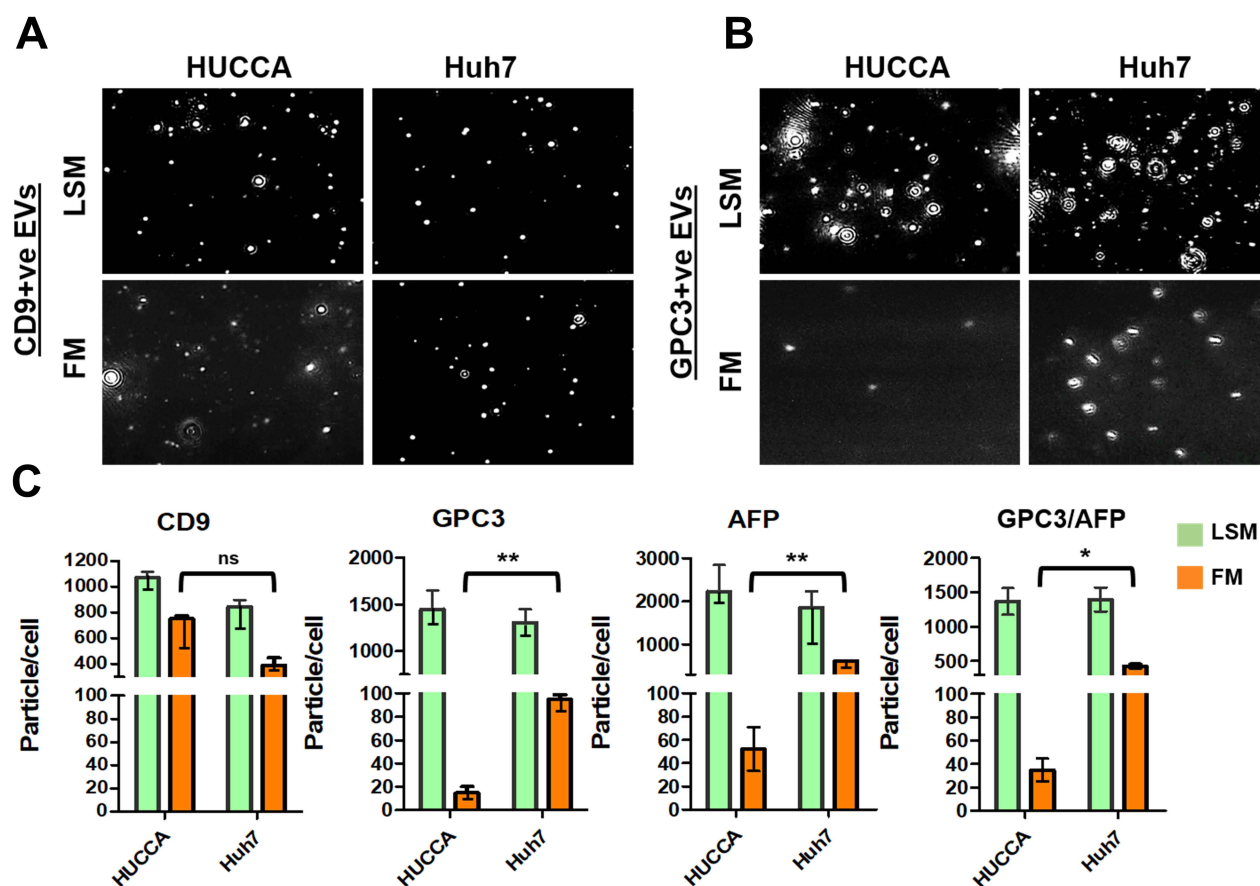 A
B
HUCCA Huh7
HUCCA Huh7
CD9+ve EVs
LSM
FM
GPC3+ve EVs
LSM
FM
C
CD9
GPC3
AFP
GPC3/AFP
LSM
FM
Particle/cell
1200
1000
800
600
400
100
80
60
40
20
0
ns
HUCCA
Huh7
Particle/cell
2000
1500
1000
100
80
60
40
20
0
**
HUCCA
Huh7
Particle/cell
3000
2000
1000
100
80
60
40
20
0
**
HUCCA
Huh7
Particle/cell
2000
1500
1000
500
100
80
60
40
20
0
*
HUCCA
Huh7